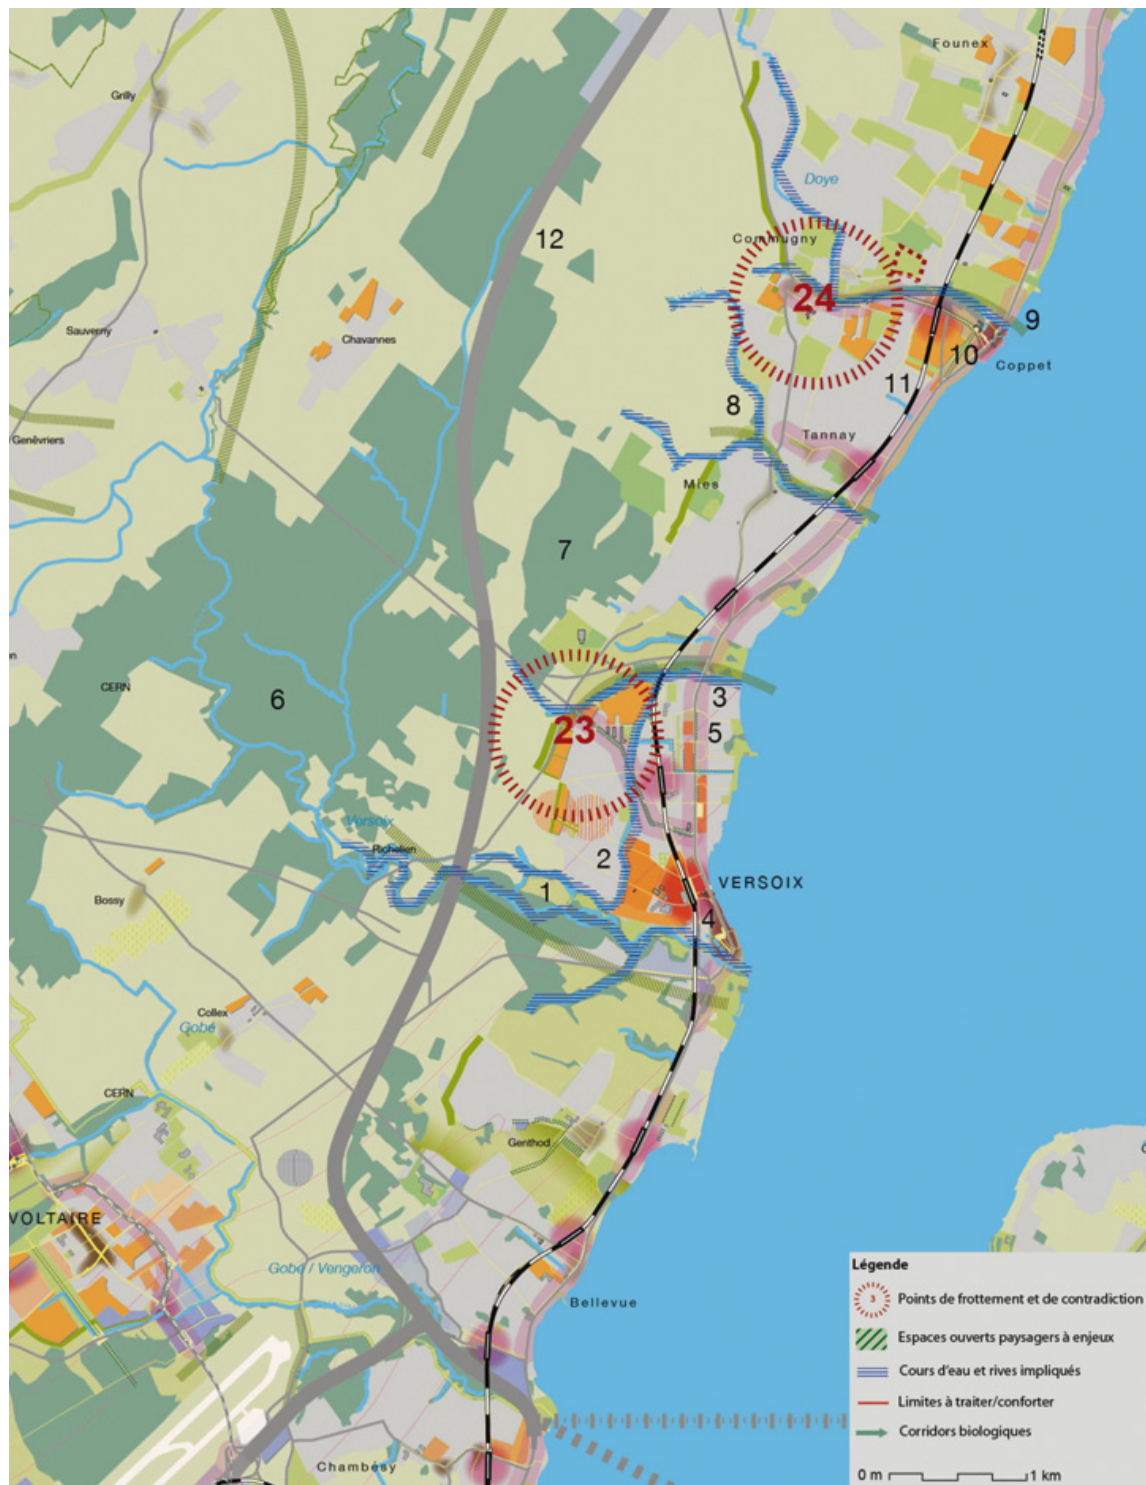 Founex
Grilly
Doye
12
Commugny
24
9
Sauverny
Chavannes
10
Coppet
11
8
Tannay
Genêvriers
Mies
7
CERN
6
3
23
5
Versoix
Richelien
2
1
VERSOIX
Bossy
4
Collex
Gobé
CERN
Genthod
VOLTAIRE
Gobé / Vengeron
Bellevue
Chambésy
Légende
3
Points de frottement et de contradiction
Espaces ouverts paysagers à enjeux
Cours d'eau et rives impliqués
Limites à traiter/conforter
Corridors biologiques
0 m 1 km